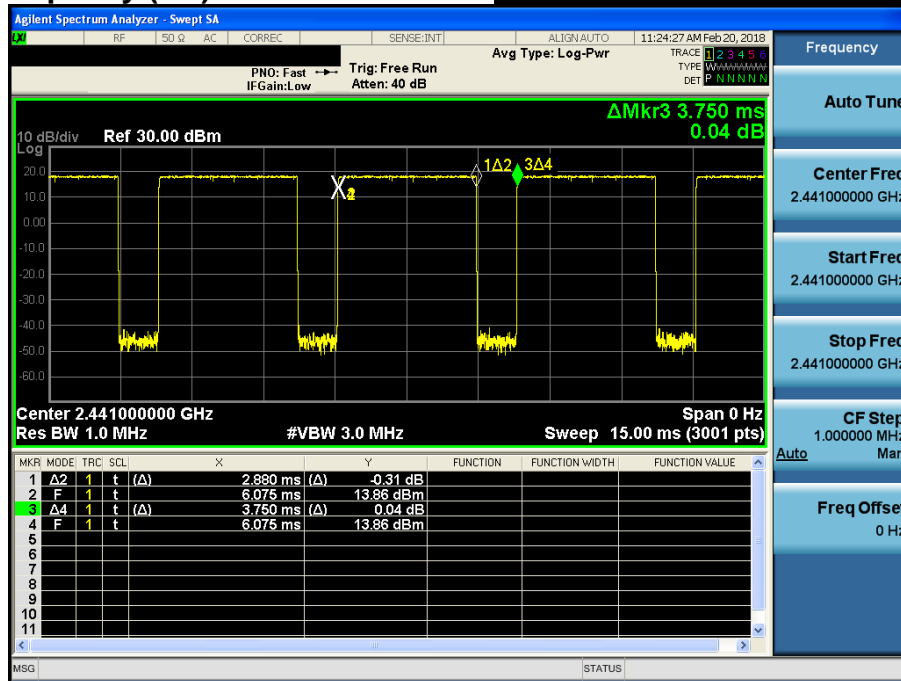 Agilent Spectrum Analyzer - Swept SA
LXI RF 50 Ω AC CORREC SENSE:INT ALIGN AUTO 11:24:27 AM Feb 20, 2018
PNO: Fast
IFGain:Low
Trig: Free Run
Atten: 40 dB
Avg Type: Log-Pwr
TRACE 1 2 3 4 5 6
TYPE WWWWWW
DET P N N N N N
ΔMkr3 3.750 ms
0.04 dB
10 dB/div Ref 30.00 dBm
Log
20.0
10.0
0.00
-10.0
-20.0
-30.0
-40.0
-50.0
-60.0
1Δ2 3Δ4
Center 2.441000000 GHz Span 0 Hz
Res BW 1.0 MHz #VBW 3.0 MHz Sweep 15.00 ms (3001 pts)
MKR MODE TRC SCL X Y FUNCTION FUNCTION WIDTH FUNCTION VALUE
1 Δ2 1 t (Δ) 2.880 ms (Δ) -0.31 dB
2 F 1 t 6.075 ms 13.86 dBm
3 Δ4 1 t (Δ) 3.750 ms (Δ) 0.04 dB
4 F 1 t 6.075 ms 13.86 dBm
5
6
7
8
9
10
11
MSG STATUS
Frequency
Auto Tune
Center Freq
2.441000000 GHz
Start Freq
2.441000000 GHz
Stop Freq
2.441000000 GHz
CF Step
1.000000 MHz
Auto Man
Freq Offset
0 Hz